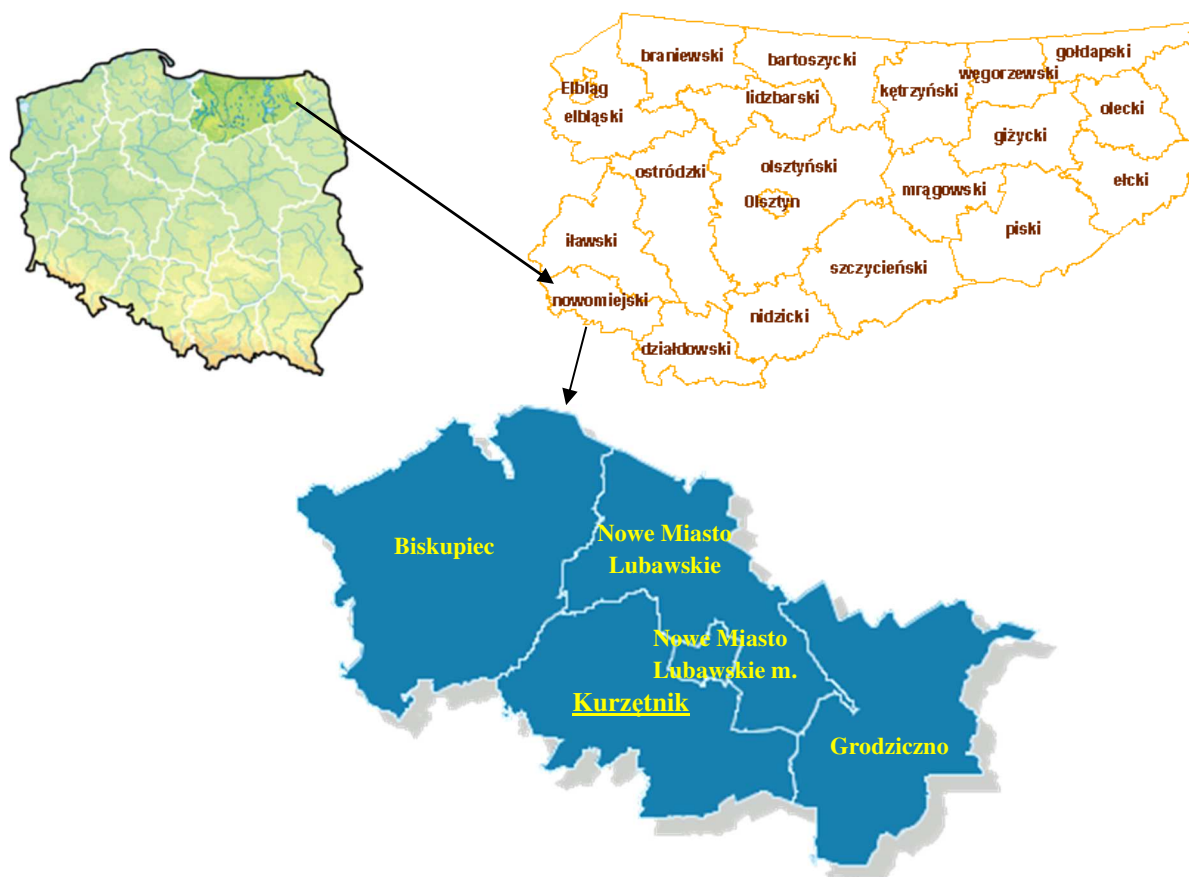 gołdapski
braniewski
bartoszycki
węgorzewski
Elbląg
kętrzyński
lidzbarski
olecki
elbląski
giżycki
ostródzki
olsztyński
ełcki
mrągowski
Olsztyn
piski
iławski
szczycieński
nowomiejski
nidzicki
działdowski
Biskupiec
Nowe Miasto
Lubawskie
Nowe Miasto
Lubawskie m.
Kurzętnik
Grodziczno